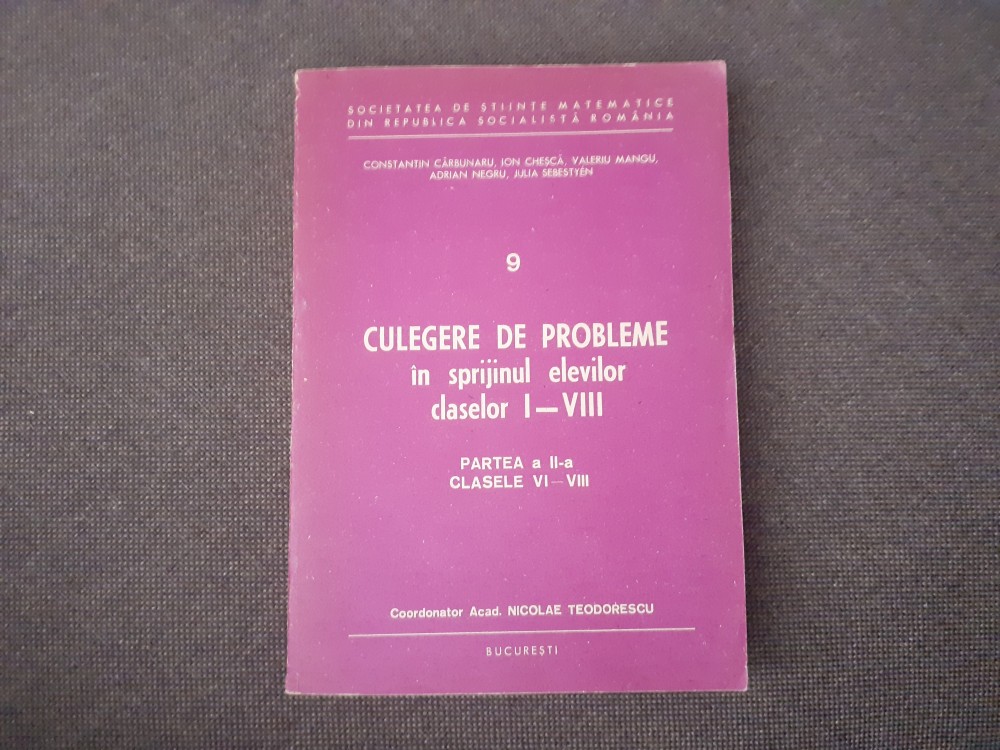 SOCIETATEA DE ȘTIINȚE MATEMATICE
DIN REPUBLICA SOCIALISTĂ ROMÂNIA
CONSTANTIN CĂRBUNARU, ION CHEȘCĂ, VALERIU MANGU,
ADRIAN NEGRU, JULIA SEBESTYÉN
9
CULEGERE DE PROBLEME
în sprijinul elevilor
claselor I—VIII
PARTEA a II-a
CLASELE VI—VIII
Coordonator Acad. NICOLAE TEODORESCU
BUCUREȘTI